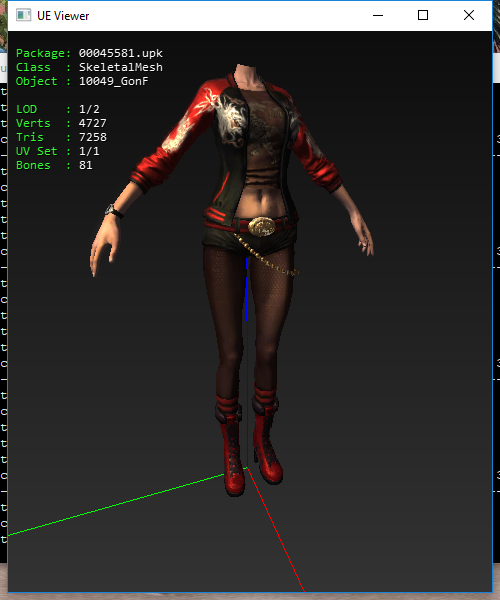 UE Viewer
Package: 00045581.upk
Class : SkeletalMesh
Object : 10049_GonF
LOD : 1/2
Verts : 4727
Tris : 7258
UV Set : 1/1
Bones : 81